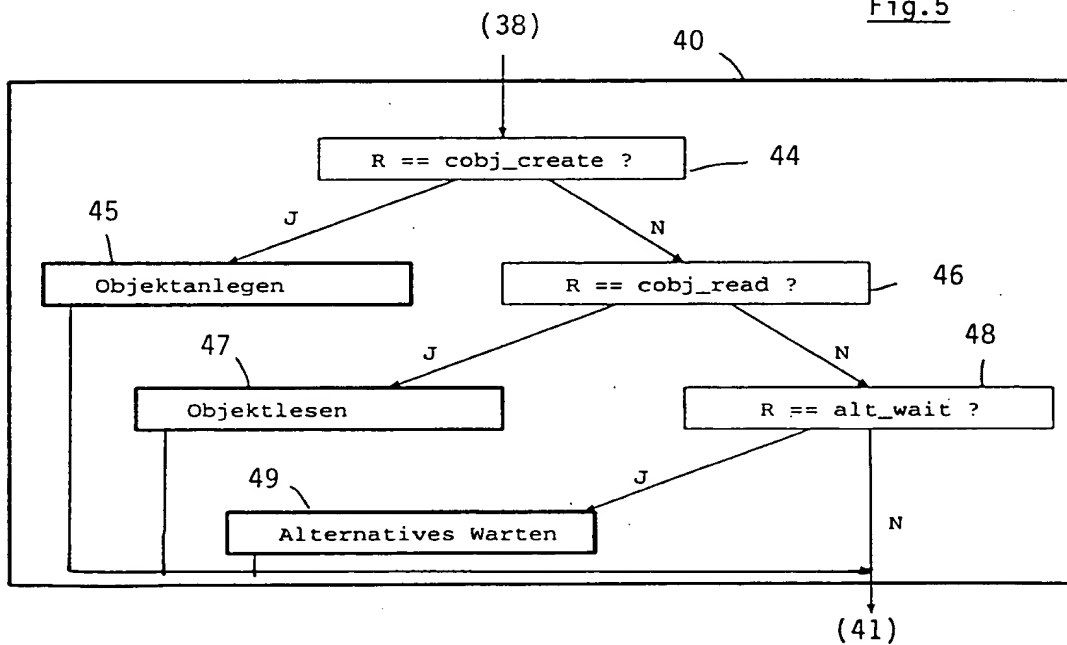 Fig.5
(38)
40
R == cobj_create ?
44
J
N
45
Objektanlegen
R == cobj_read ?
46
J
N
47
48
Objektlesen
R == alt_wait ?
J
N
49
Alternatives Warten
(41)